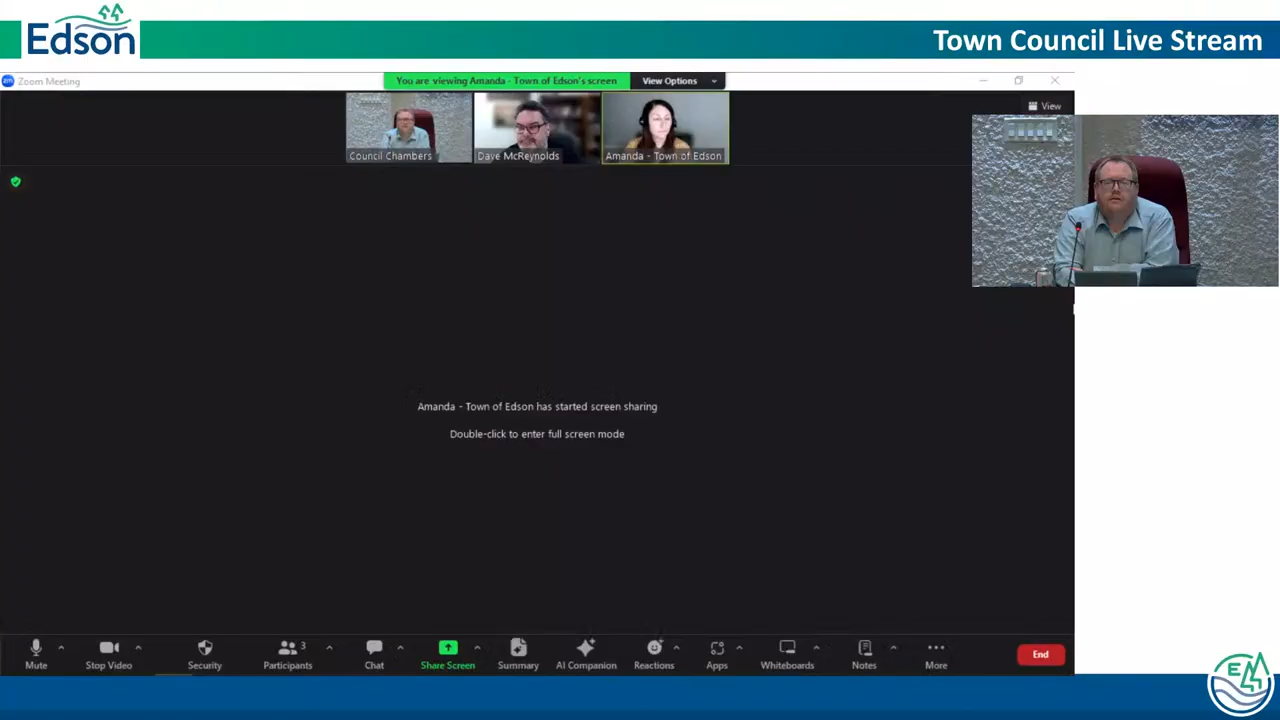 Edson
Town Council Live Stream
zm Zoom Meeting
You are viewing Amanda - Town of Edson's screen
View Options
View
Council Chambers
Dave McReynolds
Amanda - Town of Edson
Amanda - Town of Edson has started screen sharing
Double-click to enter full screen mode
3
Mute
Stop Video
Security
Participants
Chat
Share Screen
Summary
AI Companion
Reactions
Apps
Whiteboards
Notes
More
End